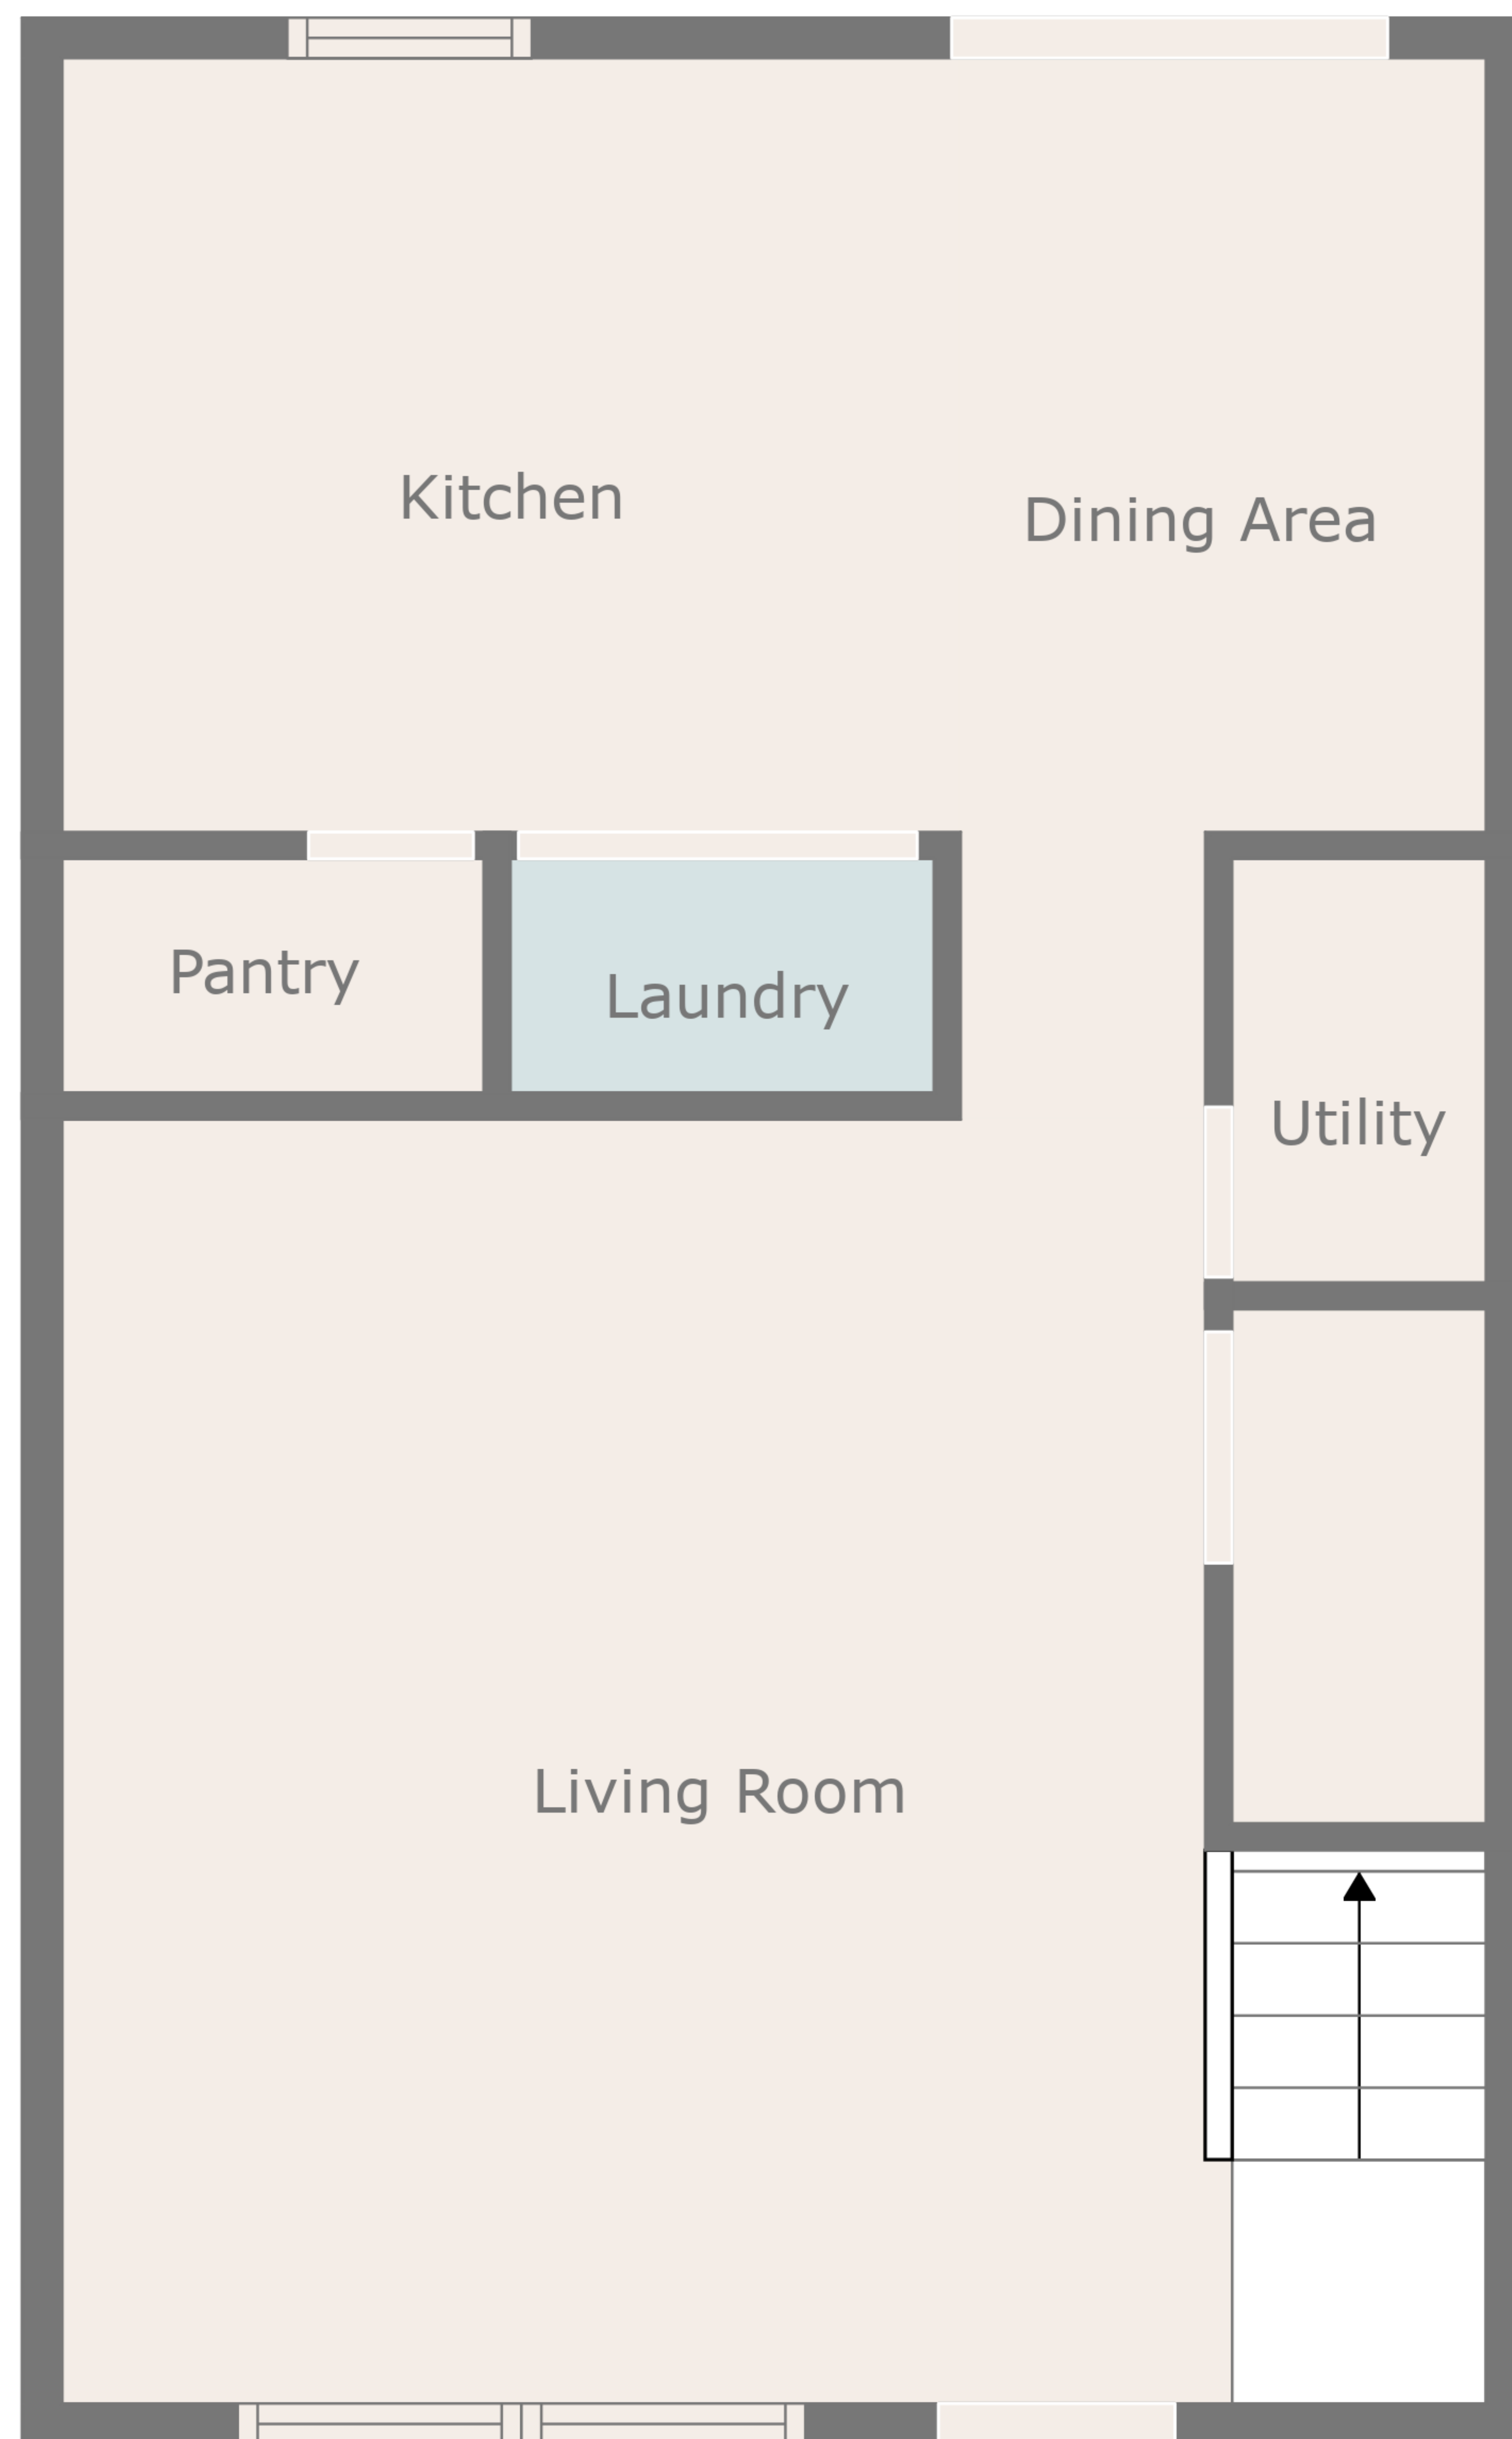 Kitchen
Dining Area
Pantry
Laundry
Utility
Living Room